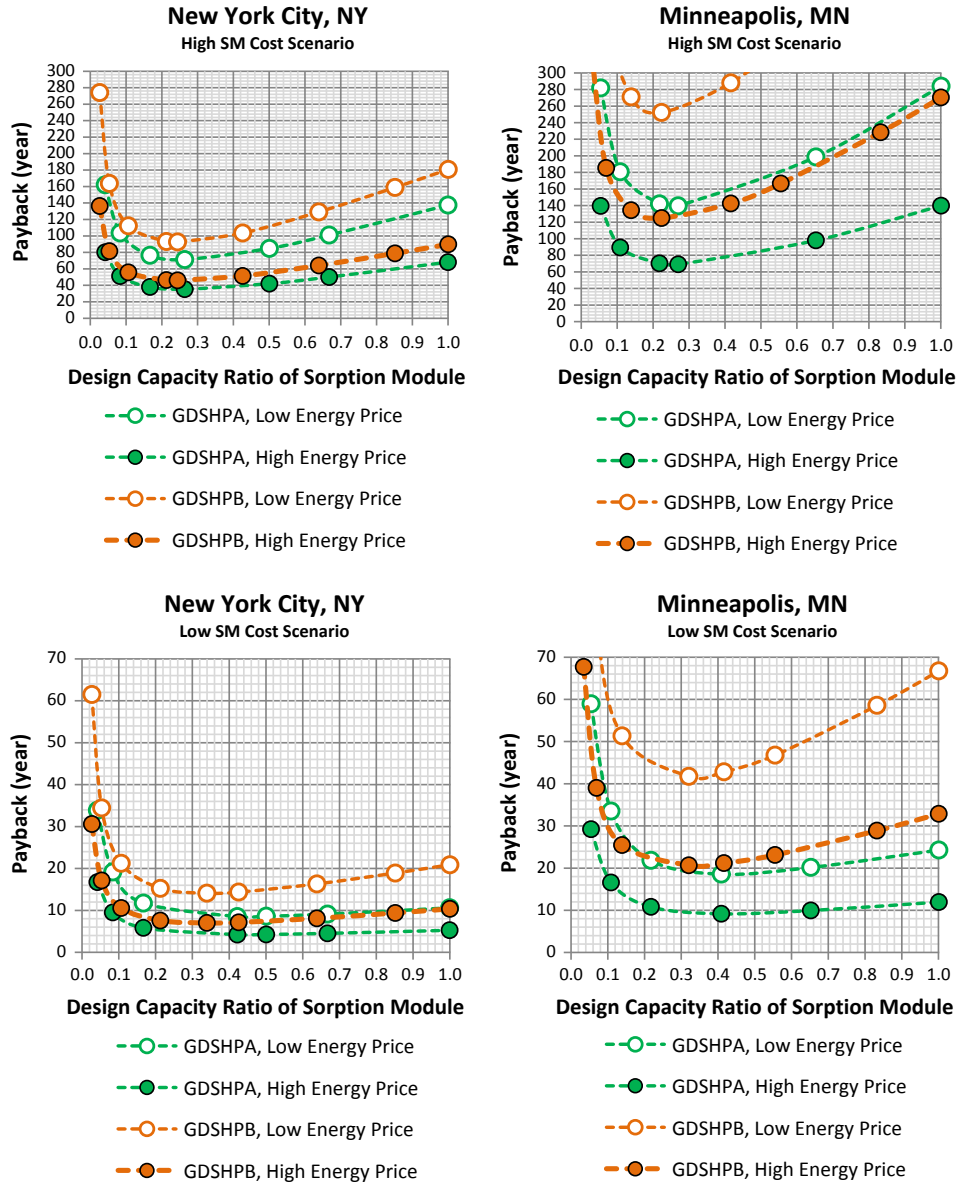 New York City, NY
High SM Cost Scenario
300
280
260
240
220
200
180
160
140
120
100
80
60
40
20
0
Payback (year)
0.0 0.1 0.2 0.3 0.4 0.5 0.6 0.7 0.8 0.9 1.0
Design Capacity Ratio of Sorption Module
GDSHPA, Low Energy Price
GDSHPA, High Energy Price
GDSHPB, Low Energy Price
GDSHPB, High Energy Price
Minneapolis, MN
High SM Cost Scenario
300
280
260
240
220
200
180
160
140
120
100
80
60
40
20
0
Payback (year)
0.0 0.1 0.2 0.3 0.4 0.5 0.6 0.7 0.8 0.9 1.0
Design Capacity Ratio of Sorption Module
GDSHPA, Low Energy Price
GDSHPA, High Energy Price
GDSHPB, Low Energy Price
GDSHPB, High Energy Price
New York City, NY
Low SM Cost Scenario
70
60
50
40
30
20
10
0
Payback (year)
0.0 0.1 0.2 0.3 0.4 0.5 0.6 0.7 0.8 0.9 1.0
Design Capacity Ratio of Sorption Module
GDSHPA, Low Energy Price
GDSHPA, High Energy Price
GDSHPB, Low Energy Price
GDSHPB, High Energy Price
Minneapolis, MN
Low SM Cost Scenario
70
60
50
40
30
20
10
0
Payback (year)
0.0 0.1 0.2 0.3 0.4 0.5 0.6 0.7 0.8 0.9 1.0
Design Capacity Ratio of Sorption Module
GDSHPA, Low Energy Price
GDSHPA, High Energy Price
GDSHPB, Low Energy Price
GDSHPB, High Energy Price